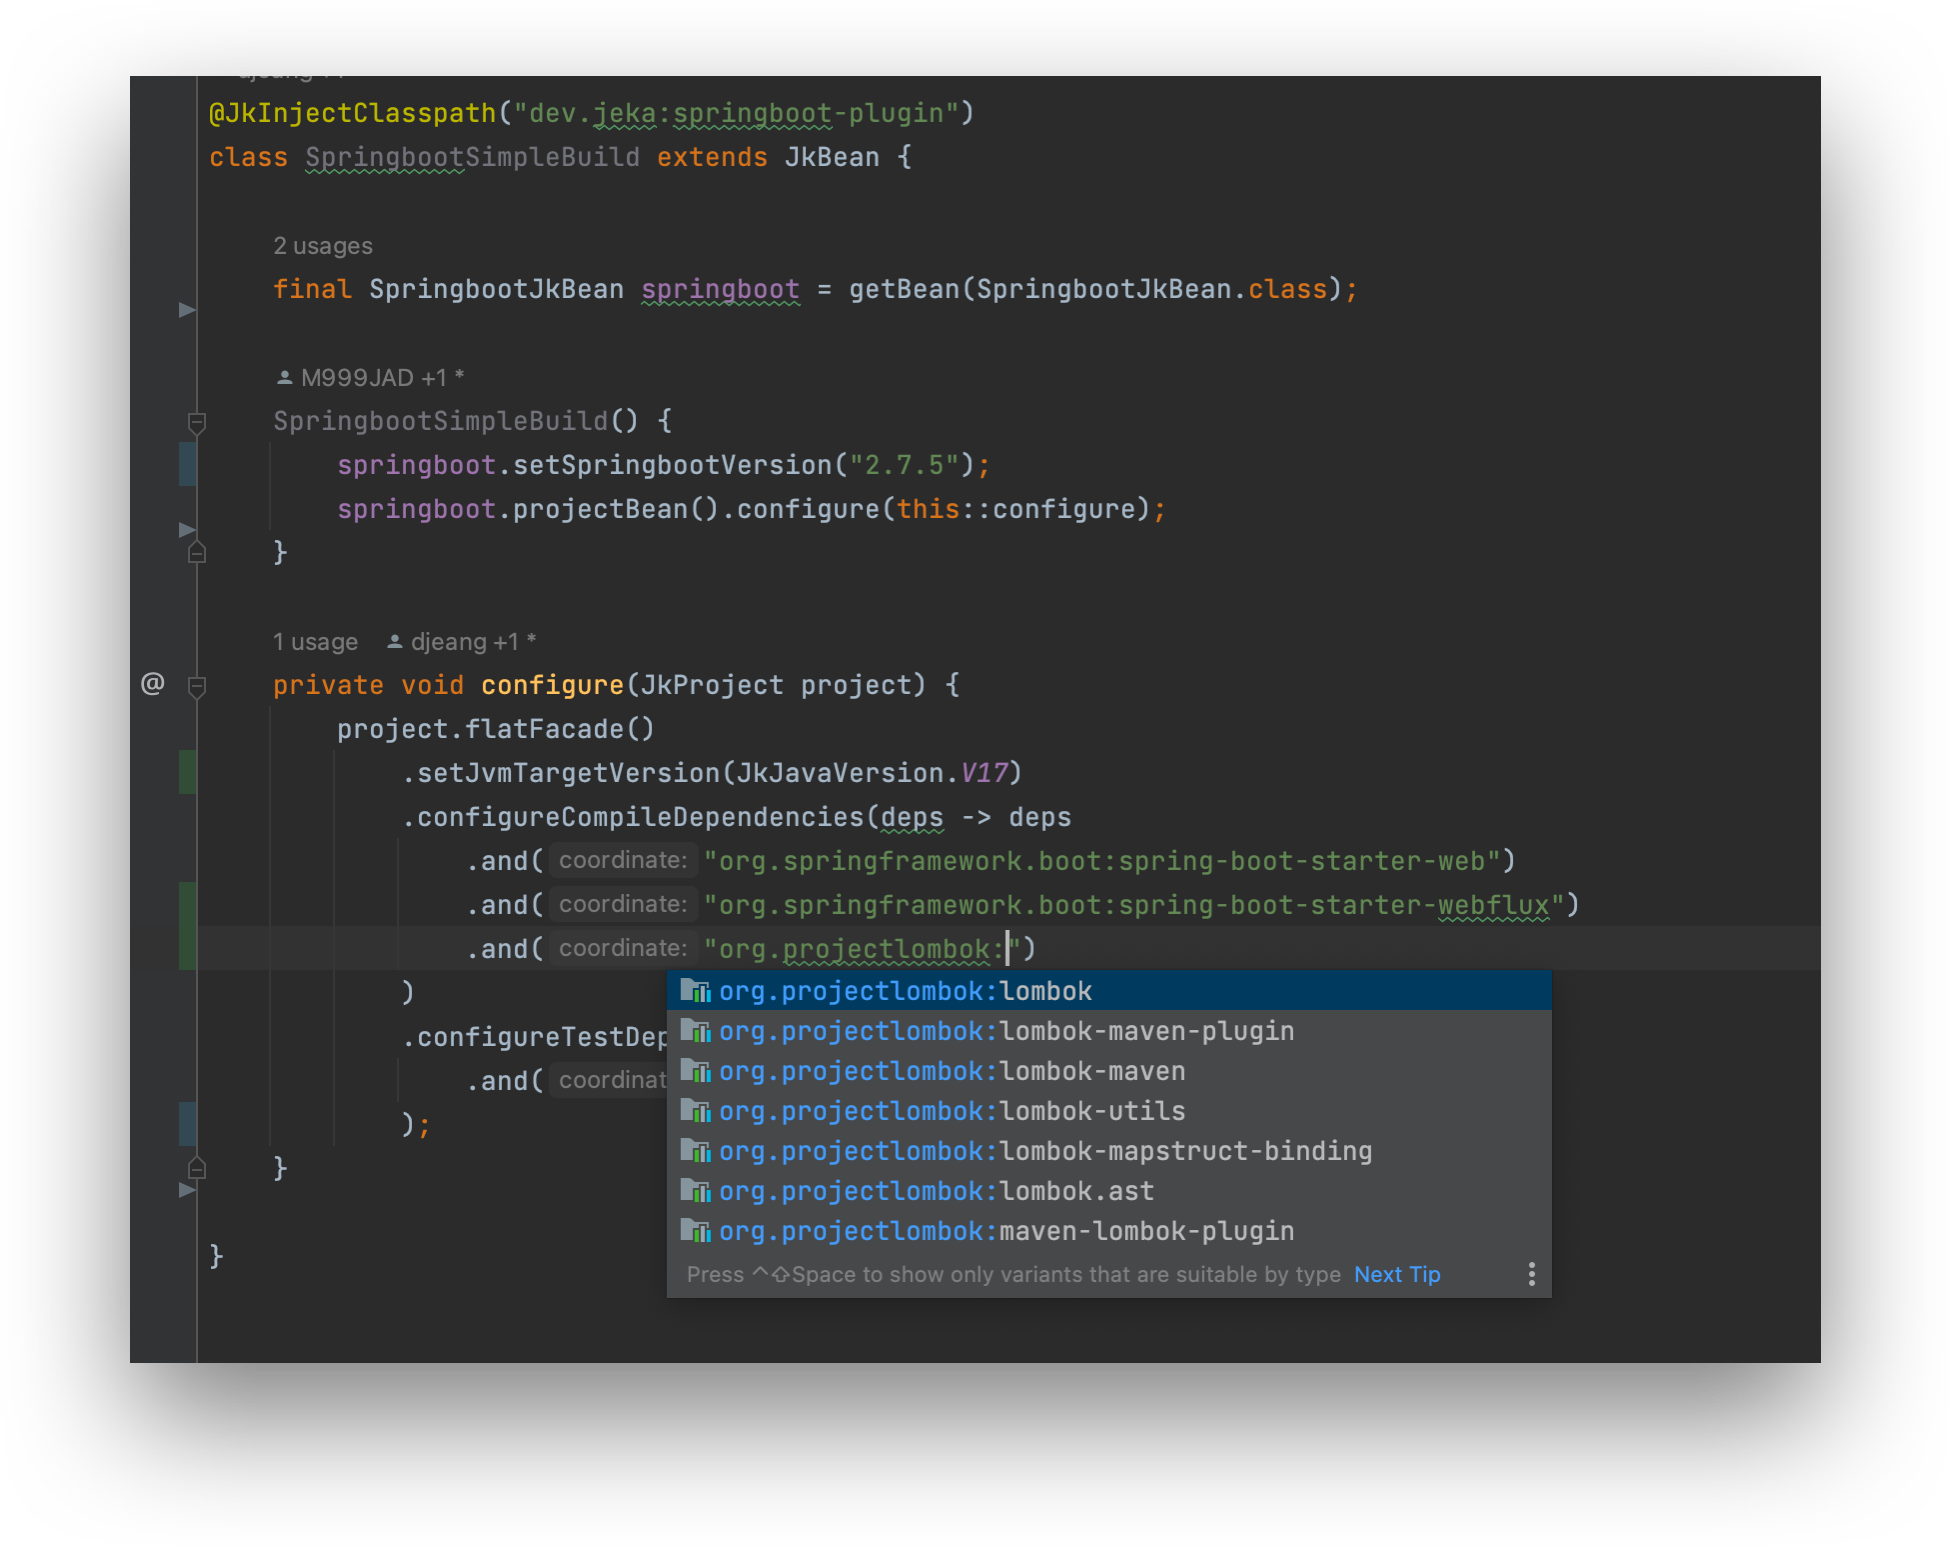 @JkInjectClasspath("dev.jeka:springboot-plugin")
class SpringbootSimpleBuild extends JkBean {
2 usages
final SpringbootJkBean springboot = getBean(SpringbootJkBean.class);
M999JAD +1 *
SpringbootSimpleBuild() {
springboot.setSpringbootVersion("2.7.5");
springboot.projectBean().configure(this::configure);
}
1 usage djeang +1 *
@ private void configure(JkProject project) {
project.flatFacade()
.setJvmTargetVersion(JkJavaVersion.V17)
.configureCompileDependencies(deps -> deps
.and( coordinate: "org.springframework.boot:spring-boot-starter-web")
.and( coordinate: "org.springframework.boot:spring-boot-starter-webflux")
.and( coordinate: "org.projectlombok:")
)
.configureTestDep
.and( coordinat
);
}
}
org.projectlombok:lombok
org.projectlombok:lombok-maven-plugin
org.projectlombok:lombok-maven
org.projectlombok:lombok-utils
org.projectlombok:lombok-mapstruct-binding
org.projectlombok:lombok.ast
org.projectlombok:maven-lombok-plugin
Press ^⇧Space to show only variants that are suitable by type Next Tip